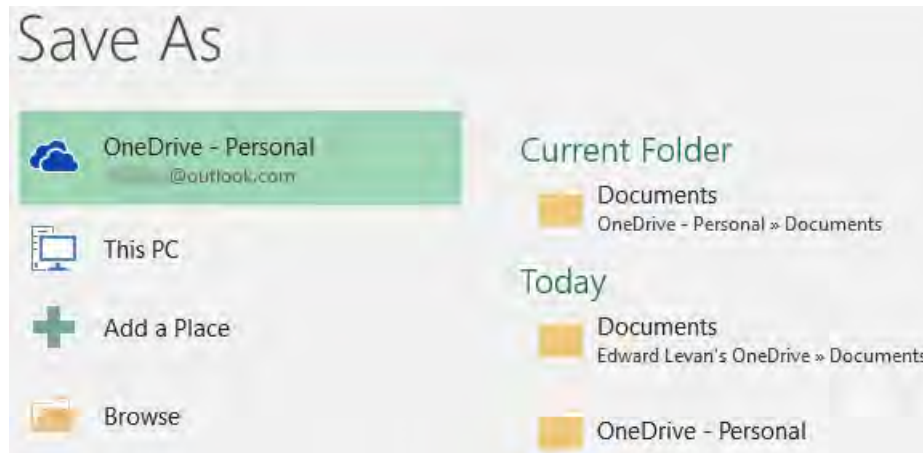 Save As
OneDrive - Personal
@outlook.com
This PC
Add a Place
Browse
Current Folder
Documents
OneDrive - Personal » Documents
Today
Documents
Edward Levan's OneDrive » Documents
OneDrive - Personal